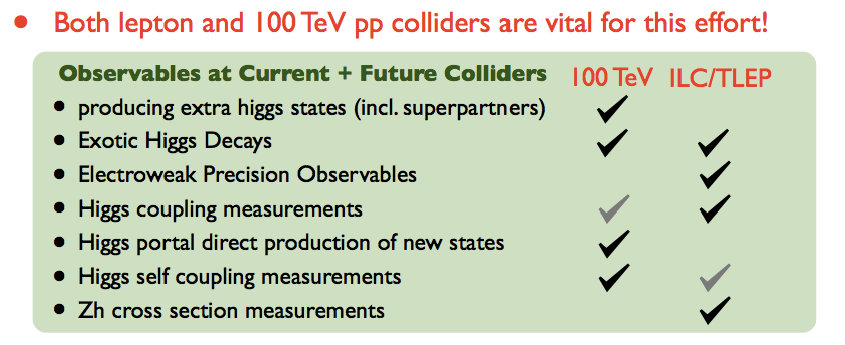 • Both lepton and 100 TeV pp colliders are vital for this effort!
Observables at Current + Future Colliders 100 TeV ILC/TLEP
• producing extra higgs states (incl. superpartners) ✓
• Exotic Higgs Decays ✓ ✓
• Electroweak Precision Observables ✓
• Higgs coupling measurements ✓ ✓
• Higgs portal direct production of new states ✓
• Higgs self coupling measurements ✓ ✓
• Zh cross section measurements ✓